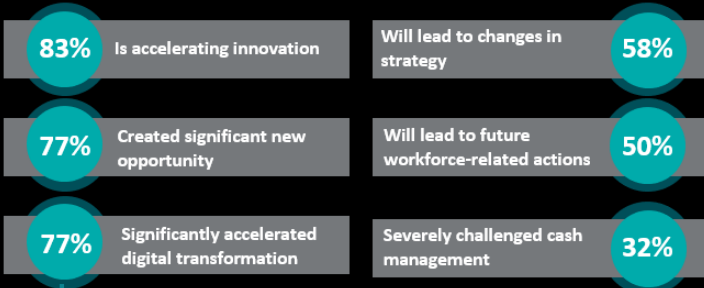 83%
Is accelerating innovation
77%
Created significant new
opportunity
77%
Significantly accelerated
digital transformation
Will lead to changes in
strategy
58%
Will lead to future
workforce-related actions
50%
Severely challenged cash
management
32%